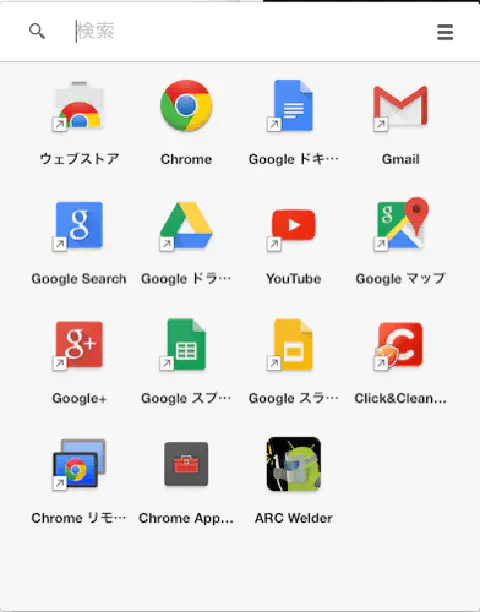 検索
ウェブストア
Chrome
Google ドキ…
Gmail
Google Search
Google ドラ…
YouTube
Google マップ
Google+
Google スプ…
Google スラ…
Click&Clean...
Chrome リモ…
Chrome App...
ARC Welder